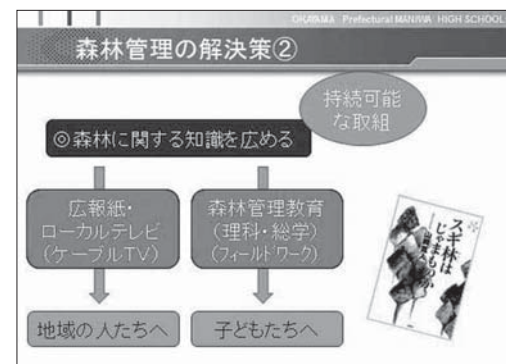 OKAYAMA Prefectural MANIWA HIGH SCHOOL
森林管理の解決策②
持続可能
な取組
◎森林に関する知識を広める
広報紙・
ローカルテレビ
(ケーブルTV)
森林管理教育
(理科・総学)
(フィールドワーク)
地域の人たちへ
子どもたちへ
スギ林は
じゃまものか